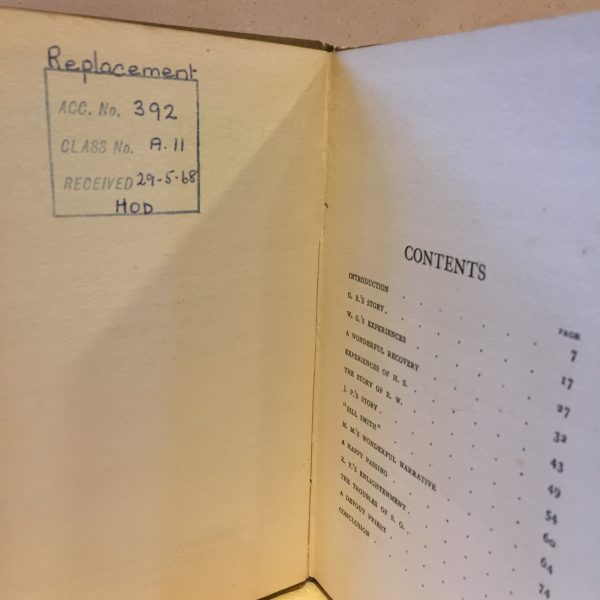 Replacement
ACC. No. 392
CLASS No. A.11
RECEIVED 29-5-68
HOD
CONTENTS
PAGE
INTRODUCTION . . . . . . 7
G. R.'S STORY . . . . . . 17
W. G.'S EXPERIENCES . . . . . 27
A WONDERFUL RECOVERY . . . . . 32
EXPERIENCES OF H. S. . . . . . 43
THE STORY OF E. W. . . . . . 49
J. P.'S STORY . . . . . . 54
"BILL SMITH" . . . . . . 60
M. M.'S WONDERFUL NARRATIVE . . . . 64
A HAPPY PASSING . . . . . . 74
X. Y.'S ENLIGHTENMENT . . . .
THE TROUBLES OF S. O. . . . .
A DEVOUT PRIEST . . . .
CONCLUSION . . . .